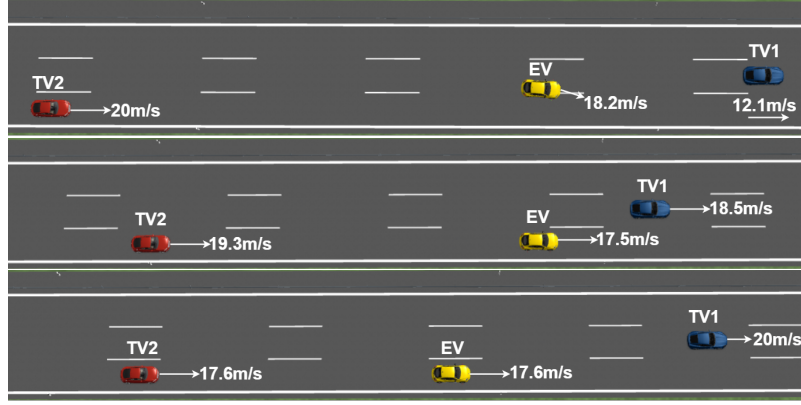 TV1
EV
TV2
20m/s
18.2m/s
12.1m/s
TV1
18.5m/s
TV2
EV
19.3m/s
17.5m/s
TV1
20m/s
TV2
EV
17.6m/s
17.6m/s